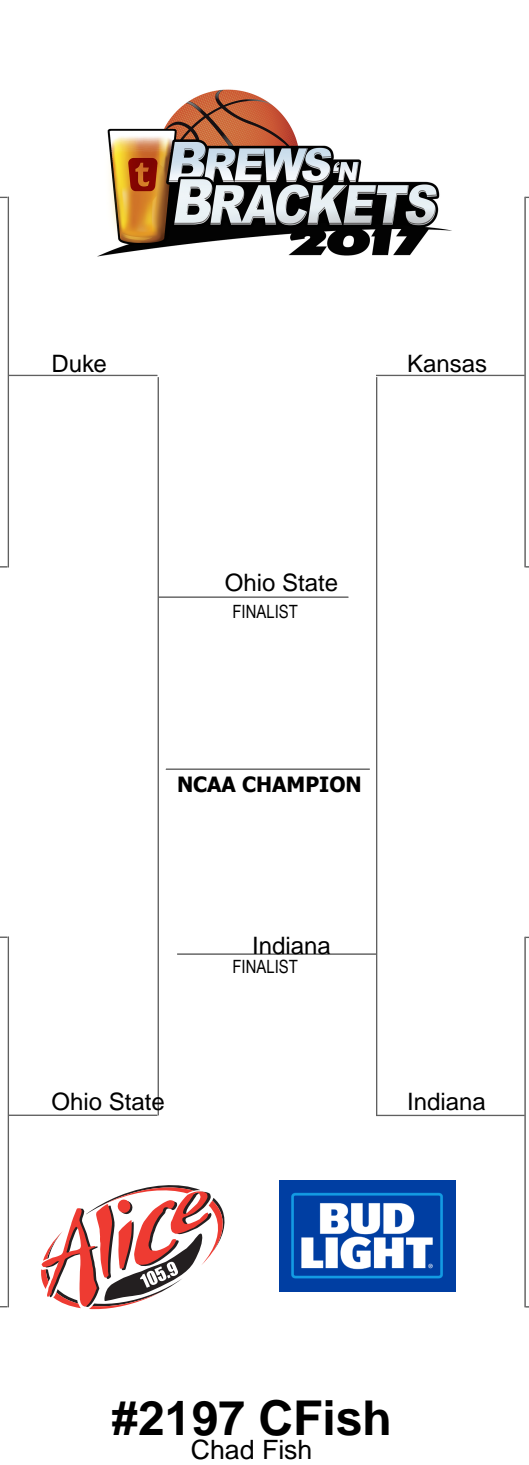 t
BREWS 'N
BRACKETS
2017
Duke
Kansas
Ohio State
FINALIST
NCAA CHAMPION
Indiana
FINALIST
Ohio State
Indiana
Alice
105.9
BUD
LIGHT
#2197 CFish
Chad Fish